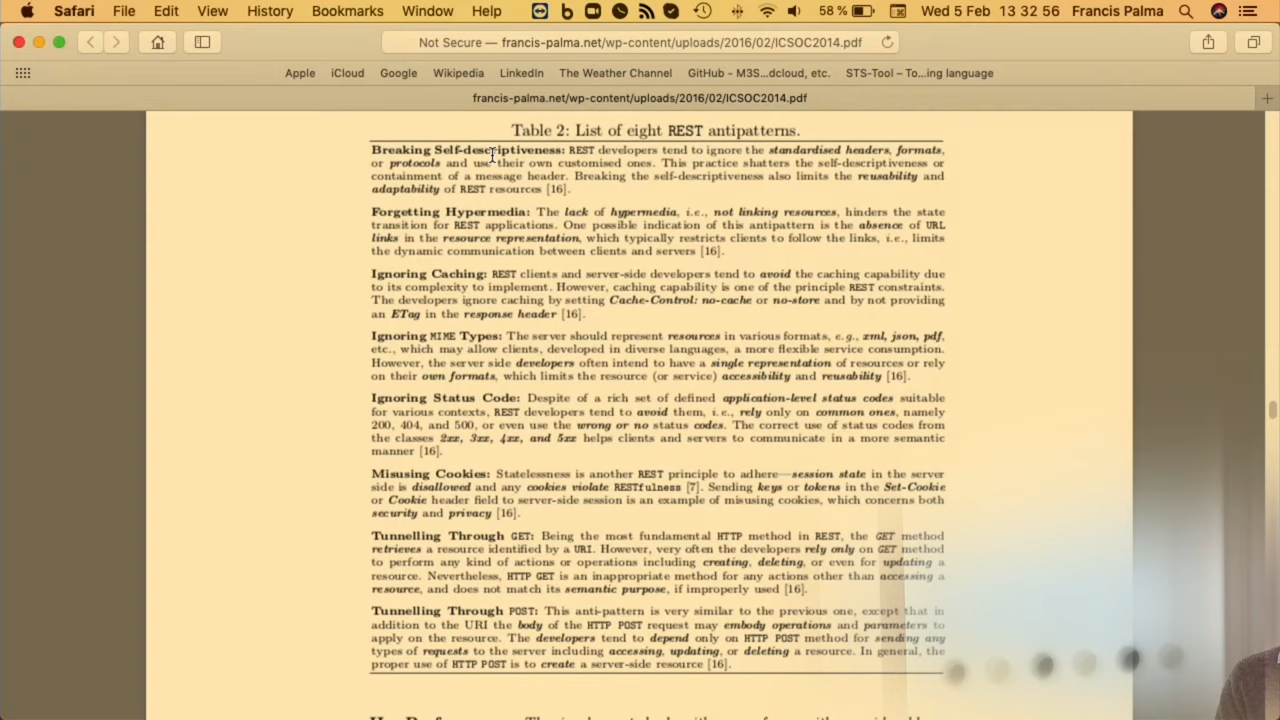 Safari File Edit View History Bookmarks Window Help 58 % Wed 5 Feb 13 32 56 Francis Palma
Not Secure — francis-palma.net/wp-content/uploads/2016/02/ICSOC2014.pdf
Apple iCloud Google Wikipedia LinkedIn The Weather Channel GitHub - M3S...dcloud, etc. STS-Tool – To...ing language
francis-palma.net/wp-content/uploads/2016/02/ICSOC2014.pdf
Table 2: List of eight REST antipatterns.
Breaking Self-descriptiveness: REST developers tend to ignore the standardised headers, formats,
or protocols and use their own customised ones. This practice shatters the self-descriptiveness or
containment of a message header. Breaking the self-descriptiveness also limits the reusability and
adaptability of REST resources [16].
Forgetting Hypermedia: The lack of hypermedia, i.e., not linking resources, hinders the state
transition for REST applications. One possible indication of this antipattern is the absence of URL
links in the resource representation, which typically restricts clients to follow the links, i.e., limits
the dynamic communication between clients and servers [16].
Ignoring Caching: REST clients and server-side developers tend to avoid the caching capability due
to its complexity to implement. However, caching capability is one of the principle REST constraints.
The developers ignore caching by setting Cache-Control: no-cache or no-store and by not providing
an ETag in the response header [16].
Ignoring MIME Types: The server should represent resources in various formats, e.g., xml, json, pdf,
etc., which may allow clients, developed in diverse languages, a more flexible service consumption.
However, the server side developers often intend to have a single representation of resources or rely
on their own formats, which limits the resource (or service) accessibility and reusability [16].
Ignoring Status Code: Despite of a rich set of defined application-level status codes suitable
for various contexts, REST developers tend to avoid them, i.e., rely only on common ones, namely
200, 404, and 500, or even use the wrong or no status codes. The correct use of status codes from
the classes 2xx, 3xx, 4xx, and 5xx helps clients and servers to communicate in a more semantic
manner [16].
Misusing Cookies: Statelessness is another REST principle to adhere—session state in the server
side is disallowed and any cookies violate RESTfulness [7]. Sending keys or tokens in the Set-Cookie
or Cookie header field to server-side session is an example of misusing cookies, which concerns both
security and privacy [16].
Tunnelling Through GET: Being the most fundamental HTTP method in REST, the GET method
retrieves a resource identified by a URI. However, very often the developers rely only on GET method
to perform any kind of actions or operations including creating, deleting, or even for updating a
resource. Nevertheless, HTTP GET is an inappropriate method for any actions other than accessing a
resource, and does not match its semantic purpose, if improperly used [16].
Tunnelling Through POST: This anti-pattern is very similar to the previous one, except that in
addition to the URI the body of the HTTP POST request may embody operations and parameters to
apply on the resource. The developers tend to depend only on HTTP POST method for sending any
types of requests to the server including accessing, updating, or deleting a resource. In general, the
proper use of HTTP POST is to create a server-side resource [16].